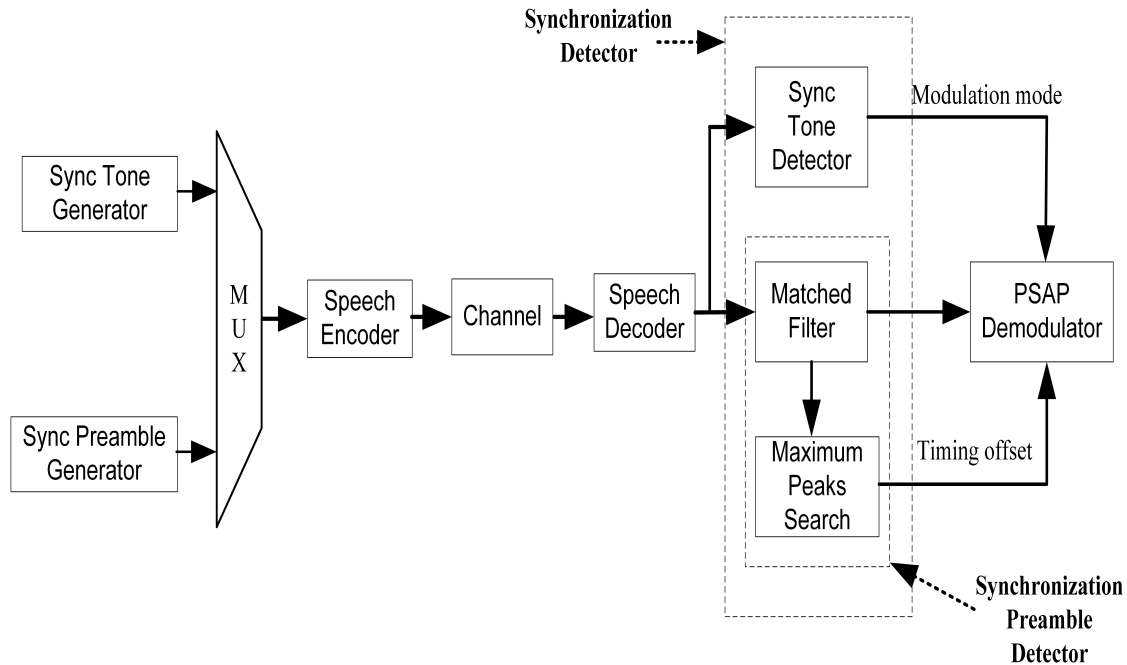 Synchronization
Detector
Sync
Tone
Detector
Modulation mode
Sync Tone
Generator
M
U
X
Speech
Encoder
Channel
Speech
Decoder
Matched
Filter
PSAP
Demodulator
Sync Preamble
Generator
Maximum
Peaks
Search
Timing offset
Synchronization
Preamble
Detector